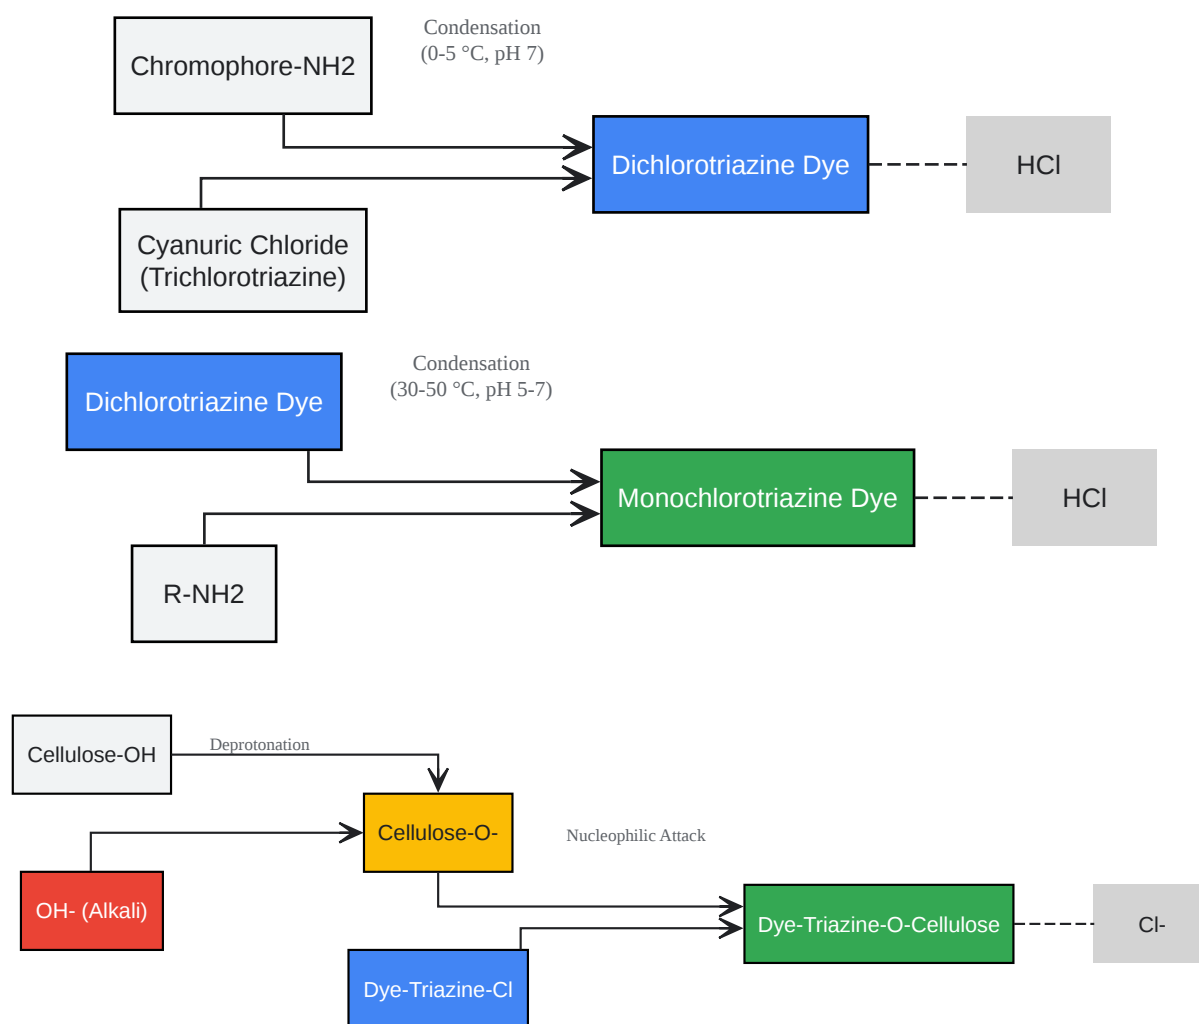 Chromophore-NH2
Condensation
(0-5 °C, pH 7)
Dichlorotriazine Dye
HCl
Cyanuric Chloride
(Trichlorotriazine)
Dichlorotriazine Dye
Condensation
(30-50 °C, pH 5-7)
Monochlorotriazine Dye
HCl
R-NH2
Cellulose-OH
Deprotonation
Cellulose-O-
Nucleophilic Attack
OH- (Alkali)
Dye-Triazine-O-Cellulose
Cl-
Dye-Triazine-Cl